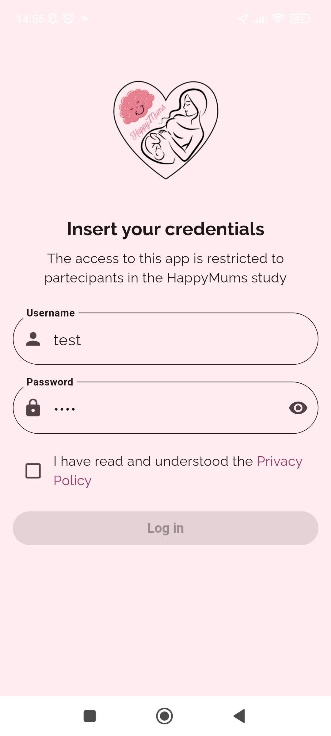 14:56
HappyMums
Insert your credentials
The access to this app is restricted to
partecipants in the HappyMums study
Username
test
Password
••••
I have read and understood the Privacy
Policy
Log in